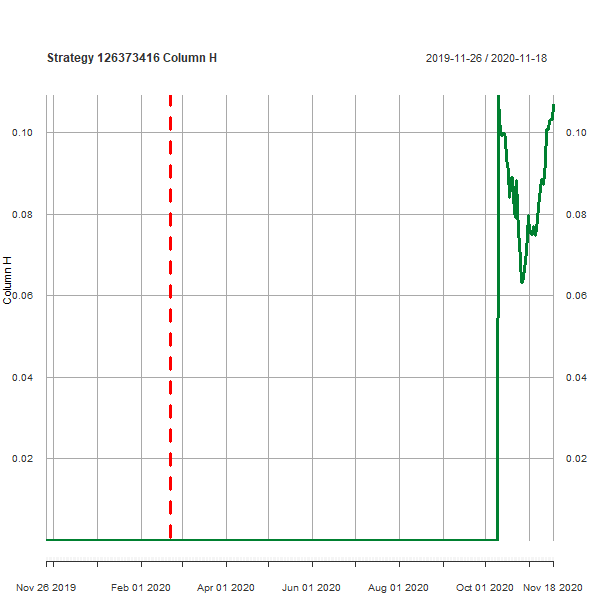 Strategy 126373416 Column H
2019-11-26 / 2020-11-18
0.10
0.10
0.08
0.08
Column H
0.06
0.06
0.04
0.04
0.02
0.02
Nov 26 2019
Feb 01 2020
Apr 01 2020
Jun 01 2020
Aug 01 2020
Oct 01 2020
Nov 18 2020